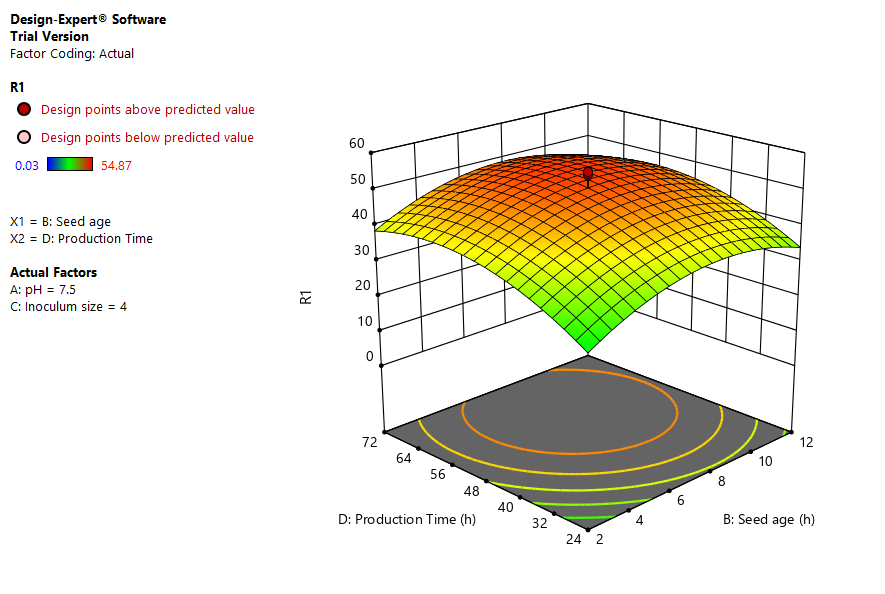 Design-Expert® Software
Trial Version
Factor Coding: Actual
R1
Design points above predicted value
Design points below predicted value
0.03 54.87
X1 = B: Seed age
X2 = D: Production Time
Actual Factors
A: pH = 7.5
C: Inoculum size = 4
R1
60
50
40
30
20
10
0
72
64
56
48
40
32
24
2
4
6
8
10
12
D: Production Time (h)
B: Seed age (h)